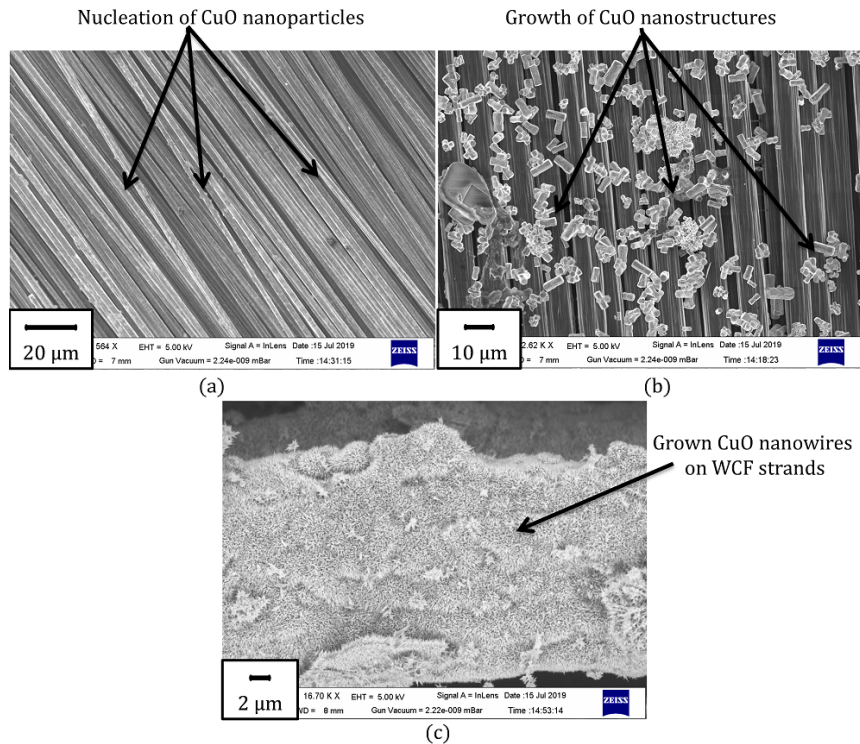 Nucleation of CuO nanoparticles
Growth of CuO nanostructures
20 μm
564 X
EHT = 5.00 kV
Signal A = InLens
Date :15 Jul 2019
= 7 mm
Gun Vacuum = 2.24e-009 mBar
Time :14:31:15
ZEISS
10 μm
2.62 K X
EHT = 5.00 kV
Signal A = InLens
Date :15 Jul 2019
= 7 mm
Gun Vacuum = 2.24e-009 mBar
Time :14:18:23
ZEISS
(a)
(b)
Grown CuO nanowires
on WCF strands
2 μm
16.70 K X
EHT = 5.00 kV
Signal A = InLens
Date :15 Jul 2019
WD = 8 mm
Gun Vacuum = 2.22e-009 mBar
Time :14:53:14
ZEISS
(c)